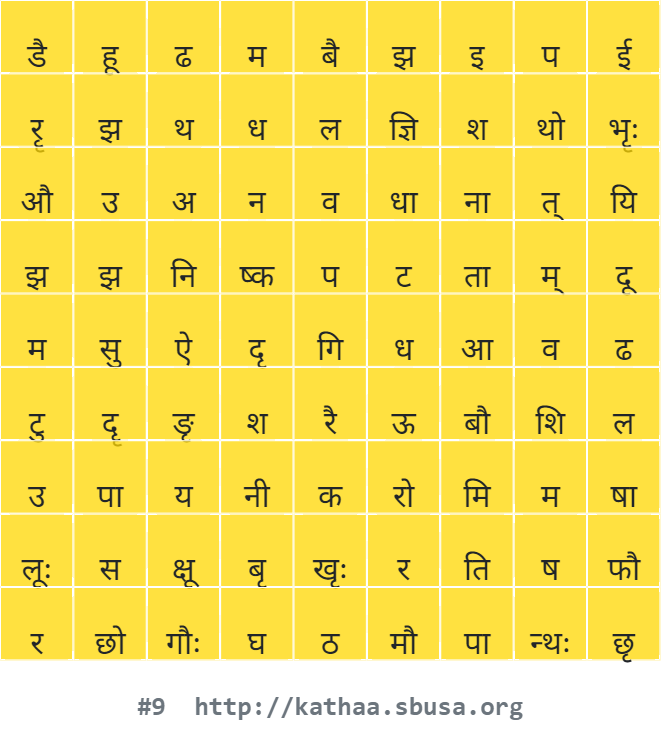 डै हू ढ म बै झ इ प ई
रृ झ थ ध ल ज्ञि श थो भृः
औ उ अ न व धा ना त् यि
झ झ नि ष्क प ट ता म् दू
म सु ऐ दृ गि ध आ व ढ
टु दृ ङृ श रै ऊ बौ शि ल
उ पा य नी क रो मि म षा
लूः स क्षू बृ खृः र ति ष फौ
र छो गौः घ ठ मौ पा न्थः छृ
#9 http://kathaa.sbusa.org